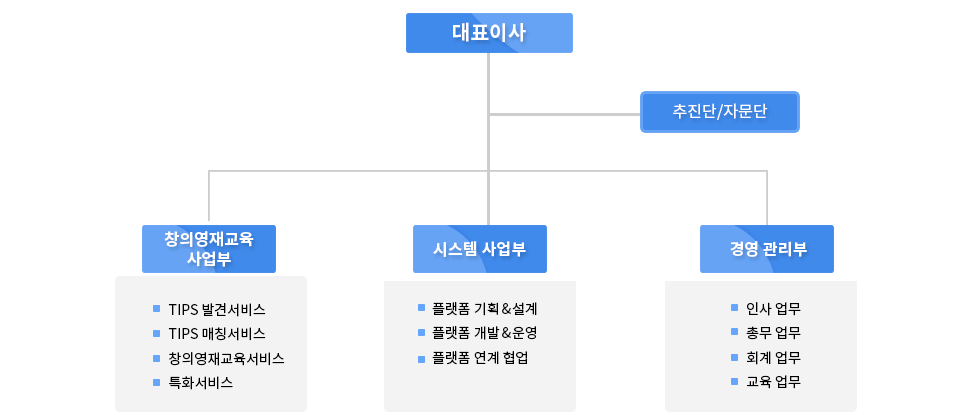 대표이사
추진단/자문단
창의영재교육
사업부
TIPS 발견서비스
TIPS 매칭서비스
창의영재교육서비스
특화서비스
시스템 사업부
플랫폼 기획&설계
플랫폼 개발&운영
플랫폼 연계 협업
경영 관리부
인사 업무
총무 업무
회계 업무
교육 업무